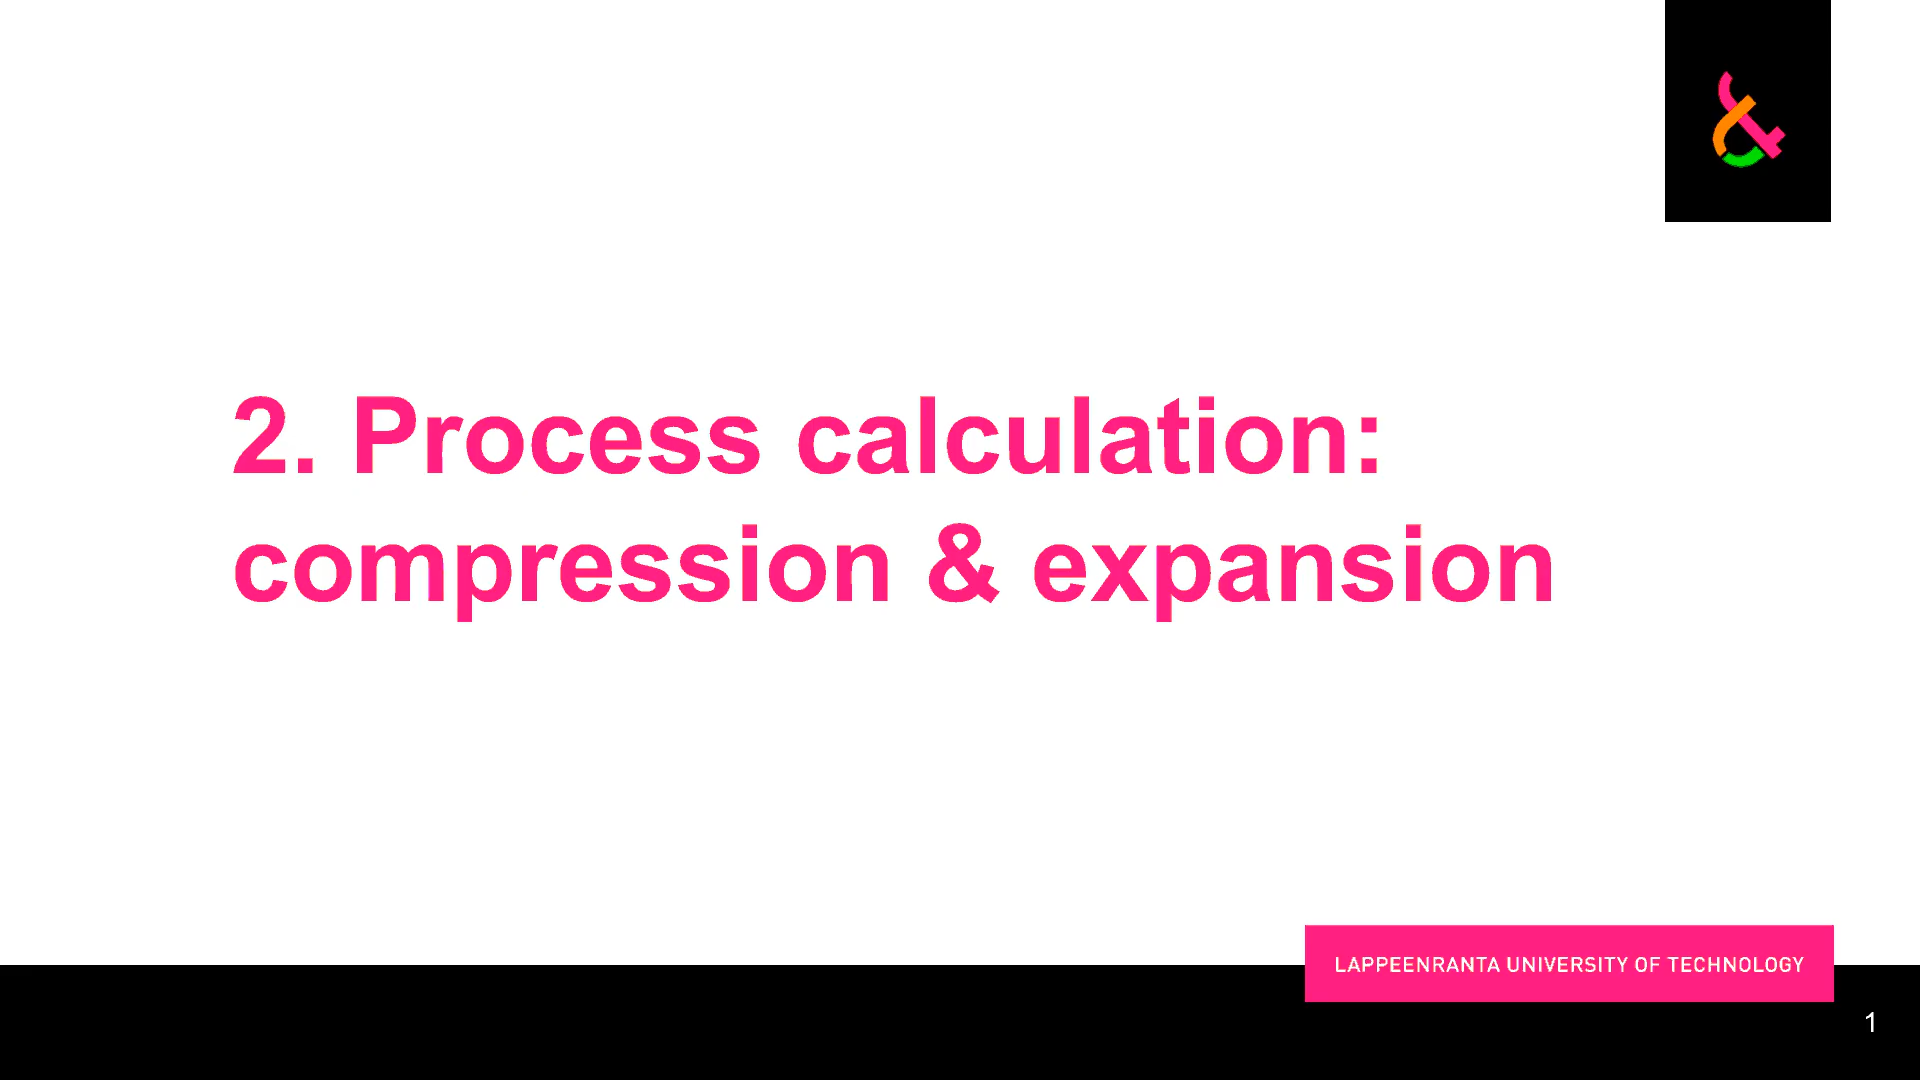 2. Process calculation:
compression & expansion
LAPPEENRANTA UNIVERSITY OF TECHNOLOGY
1